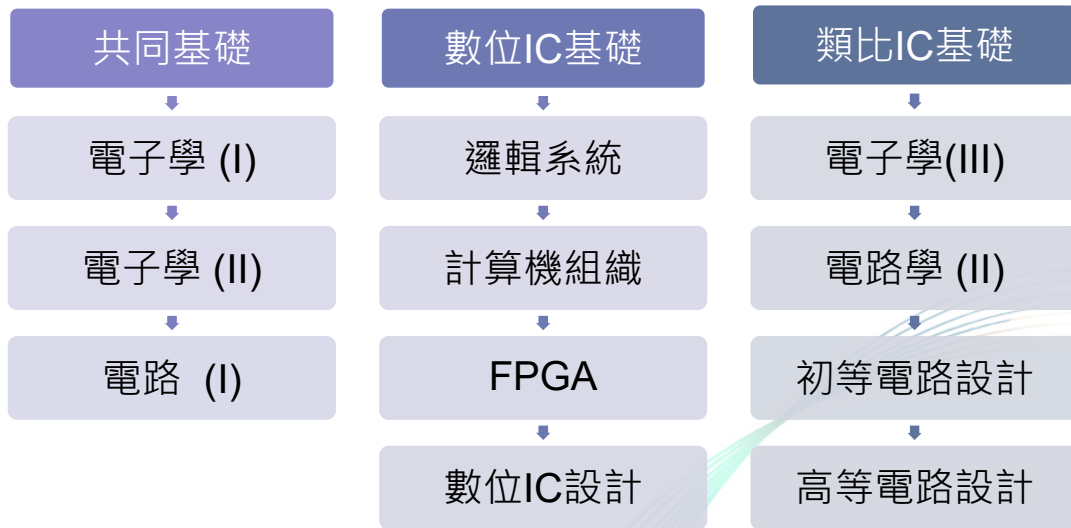 共同基礎
電子學 (I)
電子學 (II)
電路 (I)
數位IC基礎
邏輯系統
計算機組織
FPGA
數位IC設計
類比IC基礎
電子學(III)
電路學 (II)
初等電路設計
高等電路設計